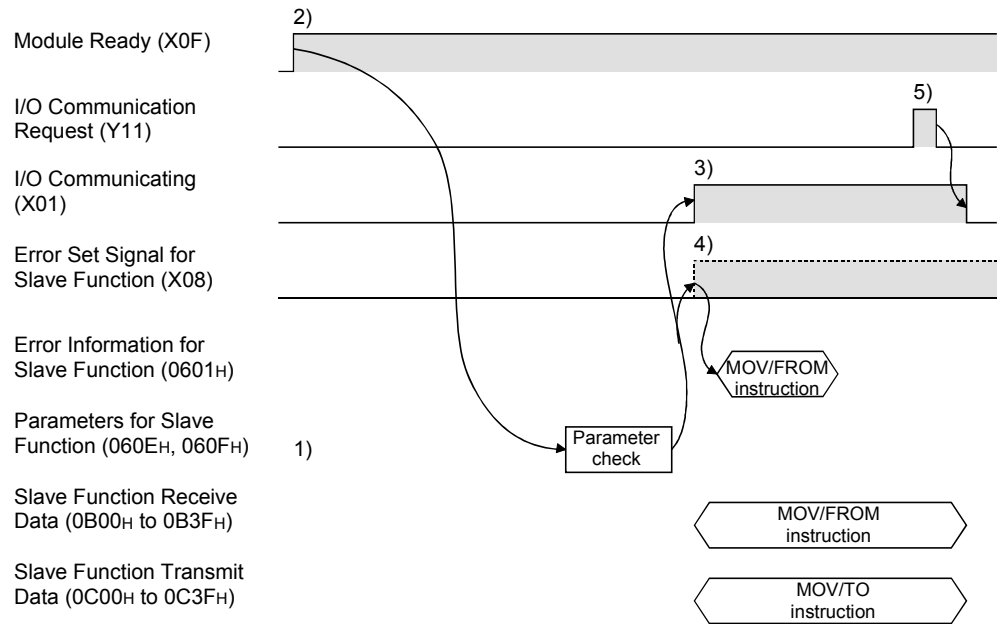 2)
Module Ready (X0F)
5)
I/O Communication
Request (Y11)
3)
I/O Communicating
(X01)
4)
Error Set Signal for
Slave Function (X08)
Error Information for
Slave Function (0601H)
MOV/FROM
instruction
Parameters for Slave
Function (060EH, 060FH)
1)
Parameter
check
Slave Function Receive
Data (0B00H to 0B3FH)
MOV/FROM
instruction
Slave Function Transmit
Data (0C00H to 0C3FH)
MOV/TO
instruction